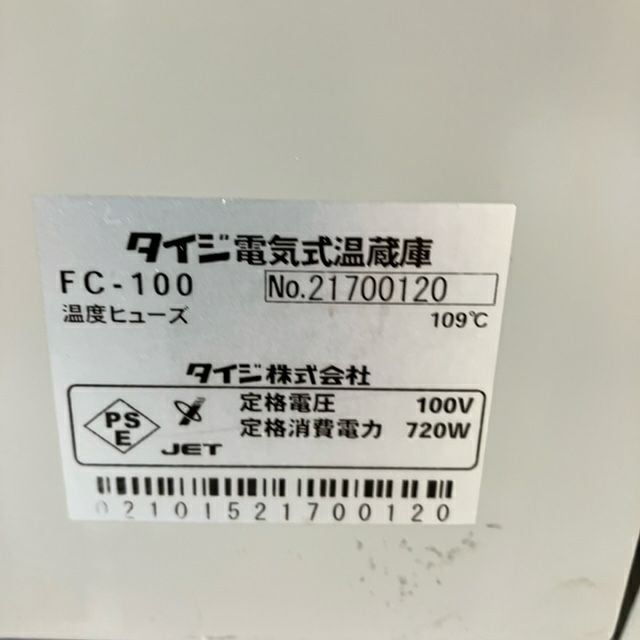 タイジ電気式温蔵庫
FC-100 No.21700120
温度ヒューズ 109℃
タイジ株式会社
PS
E
JET
定格電圧 100V
定格消費電力 720W
0210152170 0120